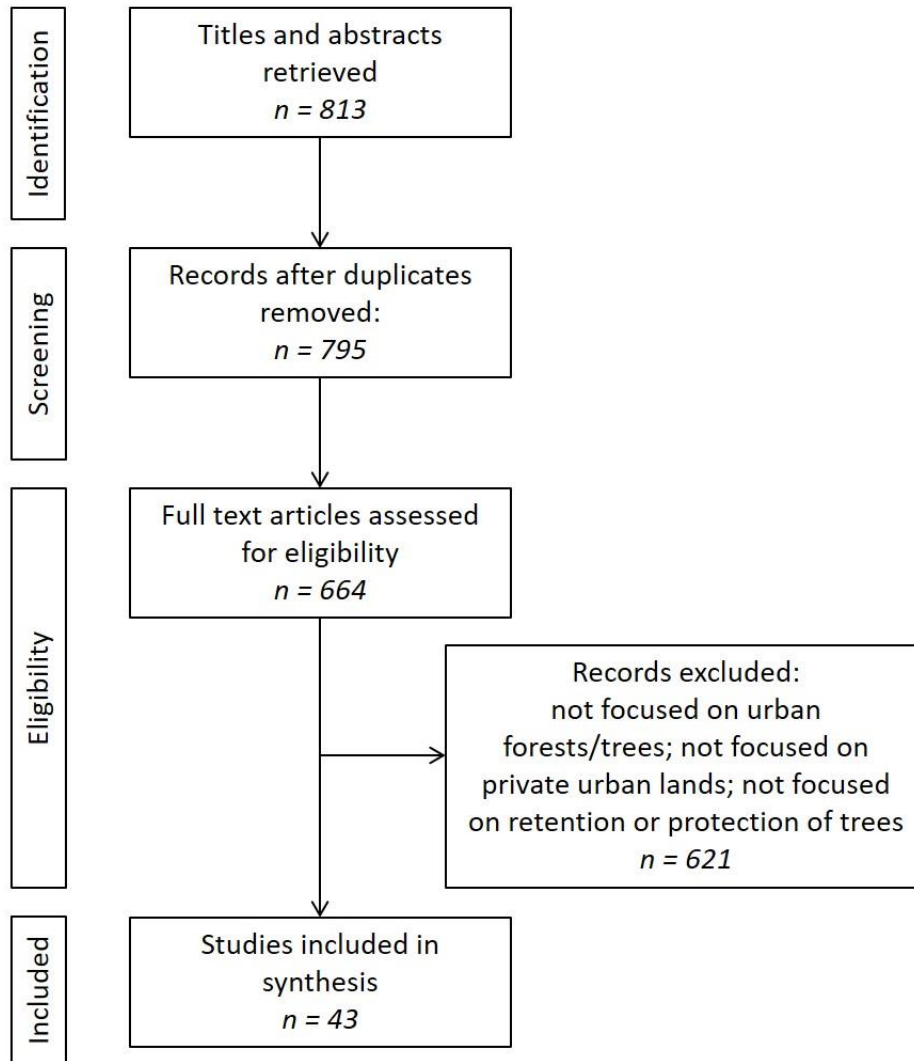 Identification
Titles and abstracts
retrieved
n = 813
Screening
Records after duplicates
removed:
n = 795
Eligibility
Full text articles assessed
for eligibility
n = 664
Records excluded:
not focused on urban
forests/trees; not focused on
private urban lands; not focused
on retention or protection of trees
n = 621
Included
Studies included in
synthesis
n = 43